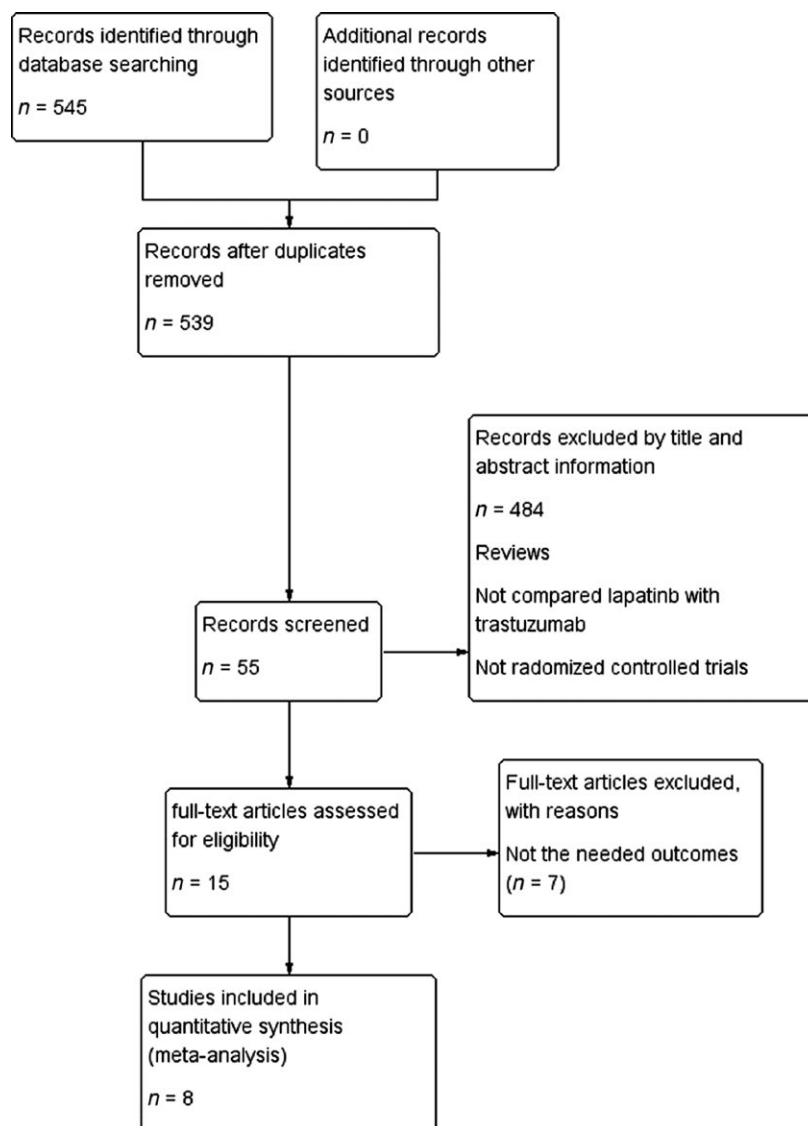 Records identified through
database searching
n = 545
Additional records
identified through other
sources
n = 0
Records after duplicates
removed
n = 539
Records excluded by title and
abstract information
n = 484
Reviews
Not compared lapatinb with
trastuzumab
Not radomized controlled trials
Records screened
n = 55
full-text articles assessed
for eligibility
n = 15
Full-text articles excluded,
with reasons
Not the needed outcomes
(n = 7)
Studies included in
quantitative synthesis
(meta-analysis)
n = 8